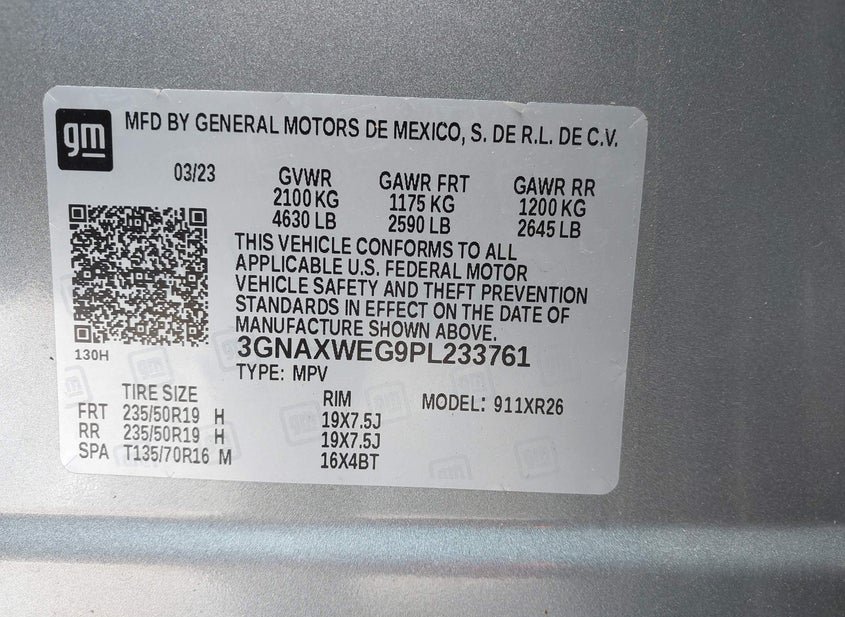 gm
MFD BY GENERAL MOTORS DE MEXICO, S. DE R.L. DE C.V.
03/23 GVWR GAWR FRT GAWR RR
2100 KG 1175 KG 1200 KG
4630 LB 2590 LB 2645 LB
THIS VEHICLE CONFORMS TO ALL
APPLICABLE U.S. FEDERAL MOTOR
VEHICLE SAFETY AND THEFT PREVENTION
STANDARDS IN EFFECT ON THE DATE OF
MANUFACTURE SHOWN ABOVE.
130H
3GNAXWEG9PL233761
TYPE: MPV
TIRE SIZE RIM MODEL: 911XR26
FRT 235/50R19 H 19X7.5J
RR 235/50R19 H 19X7.5J
SPA T135/70R16 M 16X4BT